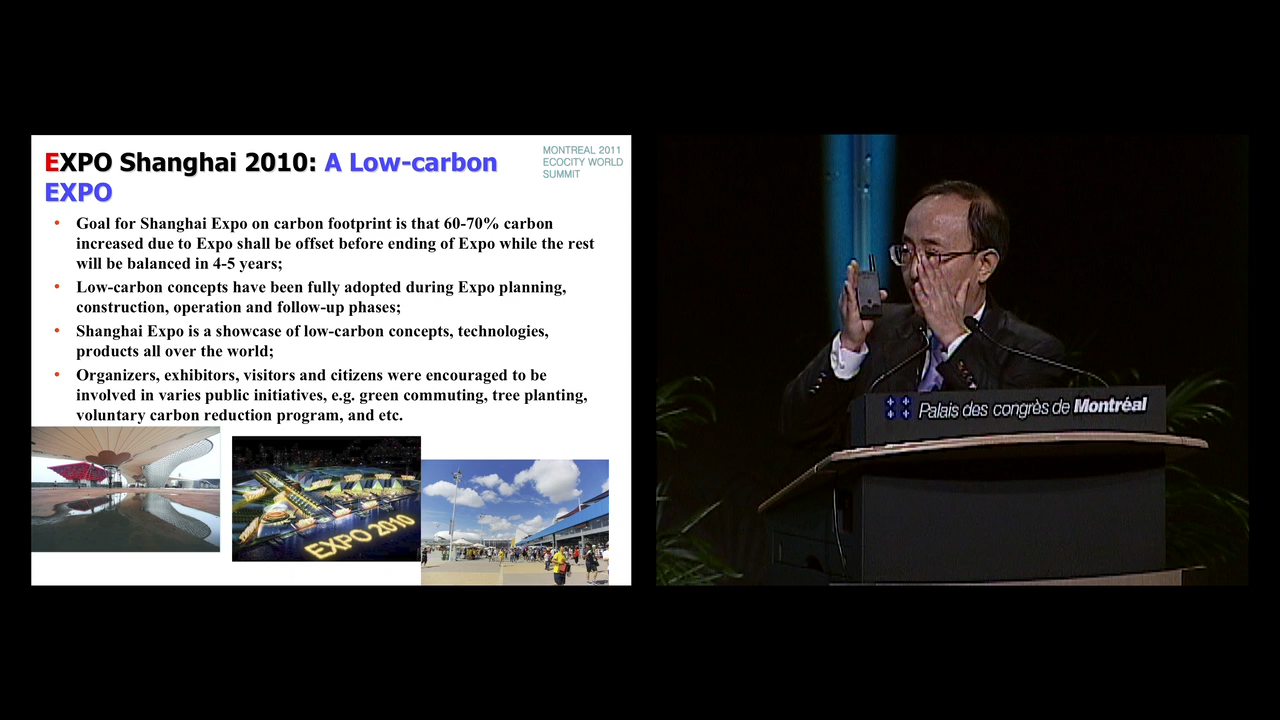 EXPO Shanghai 2010: A Low-carbon
EXPO
MONTREAL 2011
ECOCITY WORLD
SUMMIT
• Goal for Shanghai Expo on carbon footprint is that 60-70% carbon
increased due to Expo shall be offset before ending of Expo while the rest
will be balanced in 4-5 years;
• Low-carbon concepts have been fully adopted during Expo planning,
construction, operation and follow-up phases;
• Shanghai Expo is a showcase of low-carbon concepts, technologies,
products all over the world;
• Organizers, exhibitors, visitors and citizens were encouraged to be
involved in varies public initiatives, e.g. green commuting, tree planting,
voluntary carbon reduction program, and etc.
EXPO 2010
Palais des congrès de Montréal